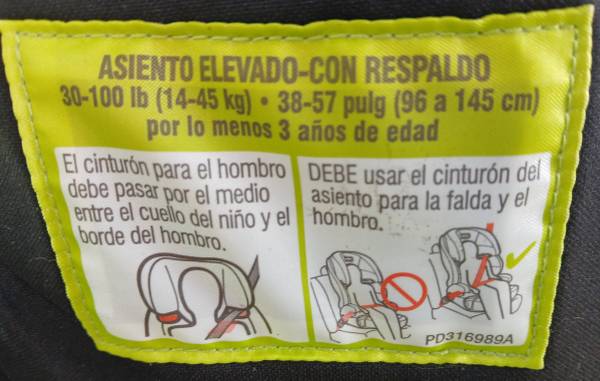 ASIENTO ELEVADO-CON RESPALDO
30-100 lb (14-45 kg) • 38-57 pulg (96 a 145 cm)
por lo menos 3 años de edad
El cinturón para el hombro
debe pasar por el medio
entre el cuello del niño y el
borde del hombro.
DEBE usar el cinturón del
asiento para la falda y el
hombro.
PD316989A